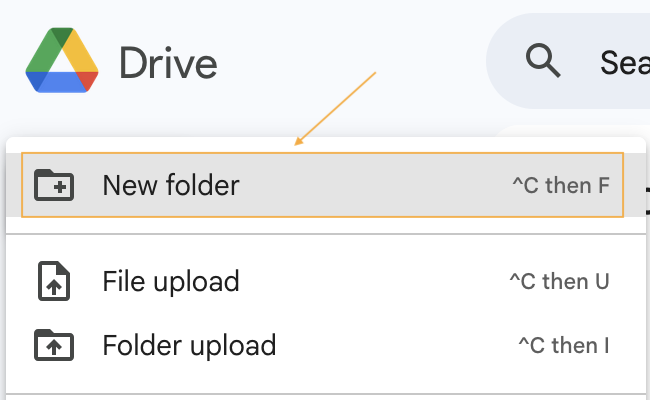 Drive
Sea
New folder ^C then F
File upload ^C then U
Folder upload ^C then I